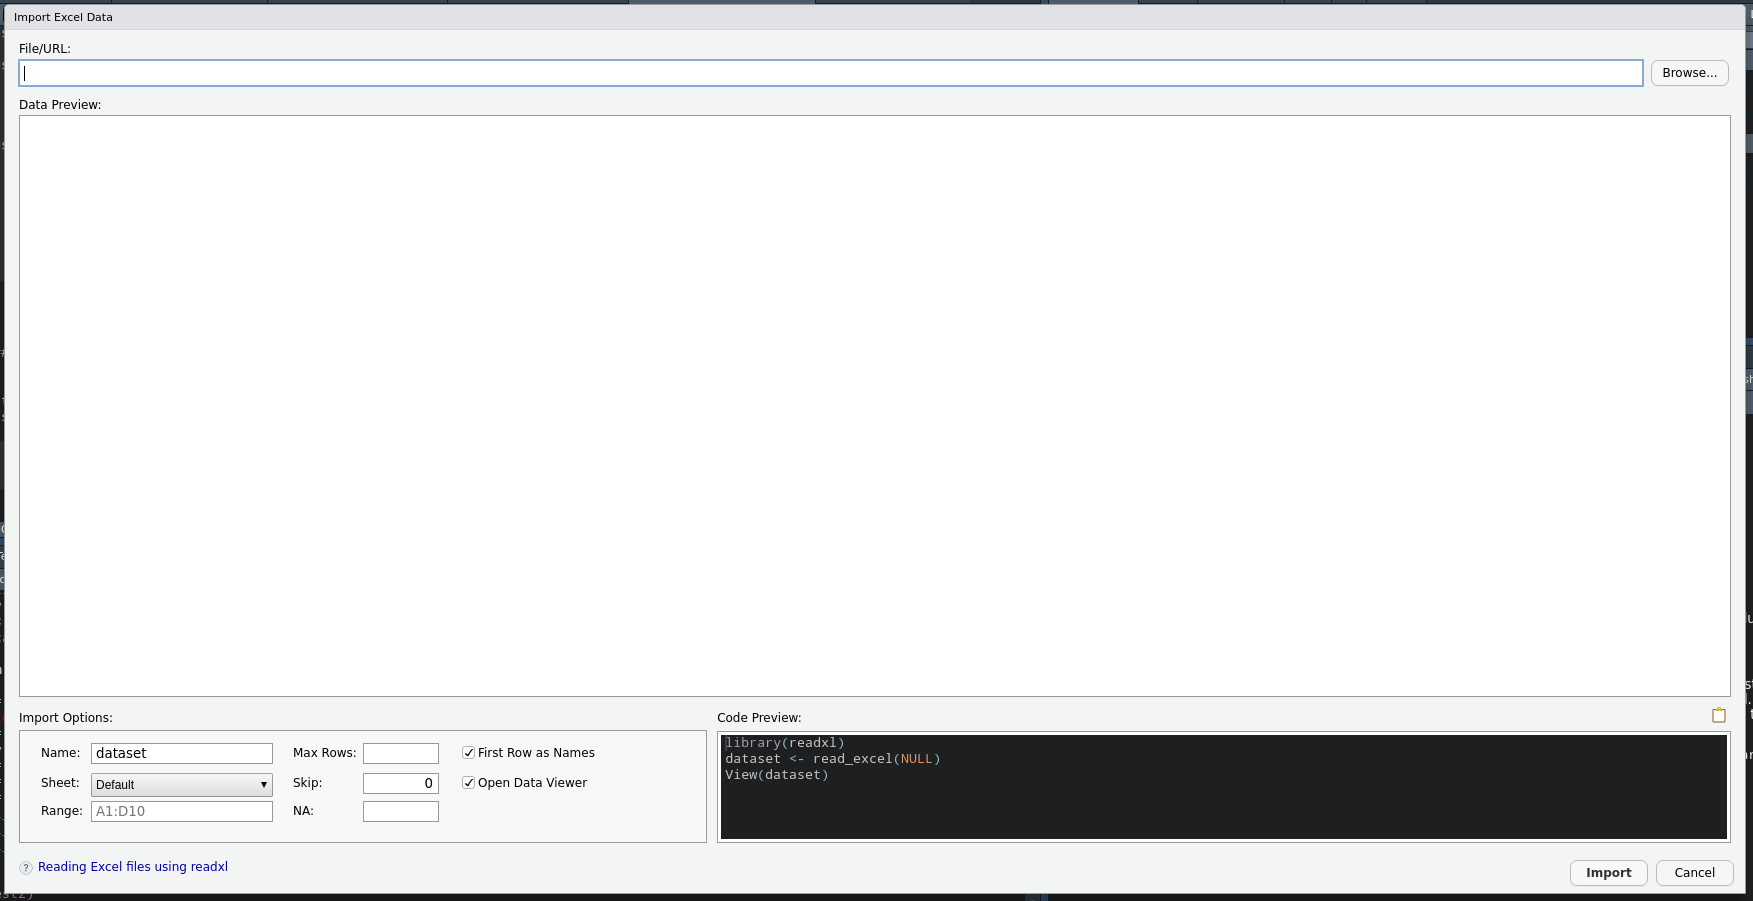 Import Excel Data
File/URL:
Browse...
Data Preview:
Import Options:
Name: dataset
Max Rows:
First Row as Names
Sheet: Default
Skip: 0
Open Data Viewer
Range: A1:D10
NA:
Code Preview:
library(readxl)
dataset <- read_excel(NULL)
View(dataset)
? Reading Excel files using readxl
Import
Cancel